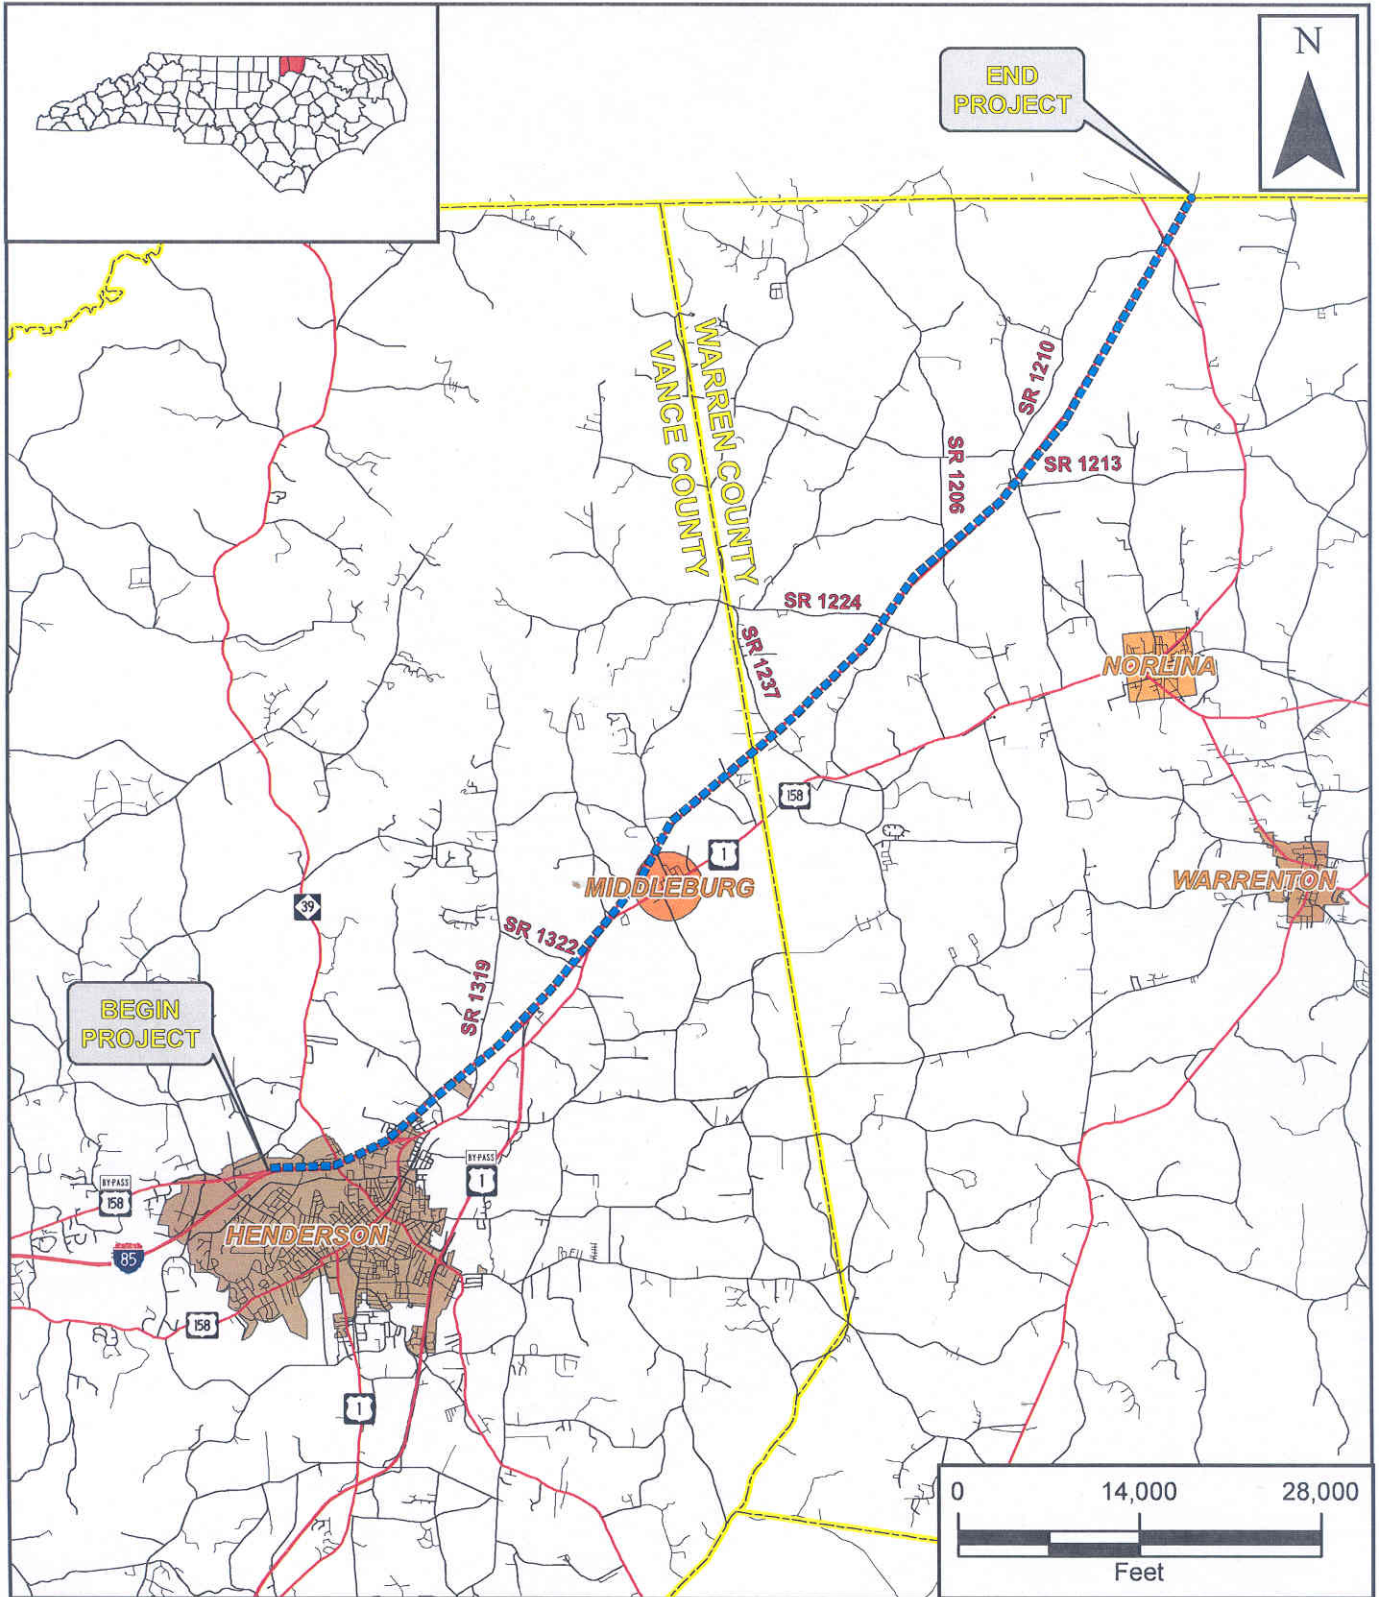 N
END
PROJECT
WARREN COUNTY
VANCE COUNTY
SR 1210
SR 1206
SR 1213
SR 1224
SR 1237
NORLINA
158
1
MIDDLEBURG
WARRENTON
39
SR 1322
SR 1319
BEGIN
PROJECT
BY-PASS
1
BY-PASS
158
HENDERSON
85
158
1
0 14,000 28,000
Feet